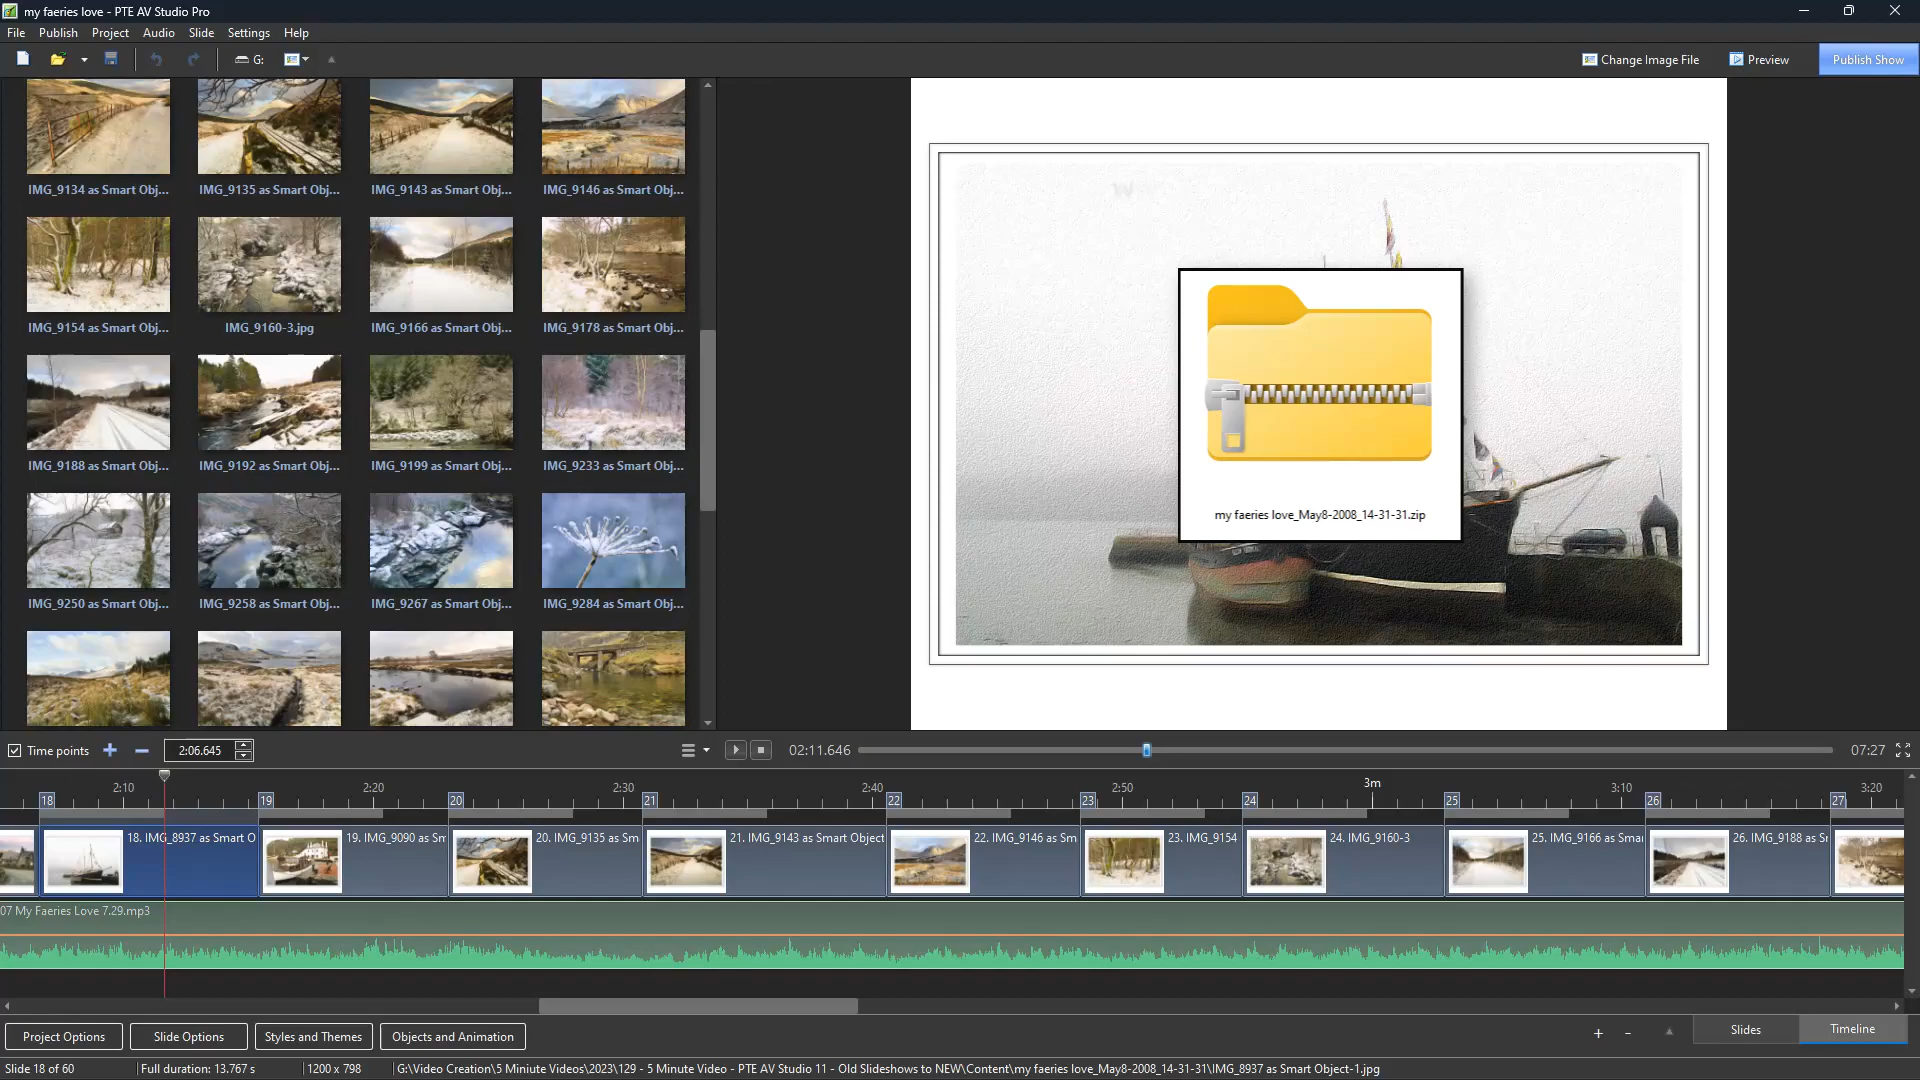 my faeries love - PTE AV Studio Pro
File Publish Project Audio Slide Settings Help
G:
Change Image File Preview Publish Show
IMG_9134 as Smart Obj... IMG_9135 as Smart Obj... IMG_9143 as Smart Obj... IMG_9146 as Smart Obj...
IMG_9154 as Smart Obj... IMG_9160-3.jpg IMG_9166 as Smart Obj... IMG_9178 as Smart Obj...
IMG_9188 as Smart Obj... IMG_9192 as Smart Obj... IMG_9199 as Smart Obj... IMG_9233 as Smart Obj...
IMG_9250 as Smart Obj... IMG_9258 as Smart Obj... IMG_9267 as Smart Obj... IMG_9284 as Smart Obj...
my faeries love_May8-2008_14-31-31.zip
Time points 2:06.645 02:11.646 07:27
2:10 2:20 2:30 2:40 2:50 3m 3:10 3:20
18 19 20 21 22 23 24 25 26 27
18. IMG_8937 as Smart O 19. IMG_9090 as Sm 20. IMG_9135 as Sm 21. IMG_9143 as Smart Object 22. IMG_9146 as Sm 23. IMG_9154 24. IMG_9160-3 25. IMG_9166 as Smar 26. IMG_9188 as Sr
07 My Faeries Love 7.29.mp3
Project Options Slide Options Styles and Themes Objects and Animation Slides Timeline
Slide 18 of 60 Full duration: 13.767 s 1200 x 798 G:\Video Creation\5 Miniute Videos\2023\129 - 5 Minute Video - PTE AV Studio 11 - Old Slideshows to NEW\Content\my faeries love_May8-2008_14-31-31\IMG_8937 as Smart Object-1.jpg